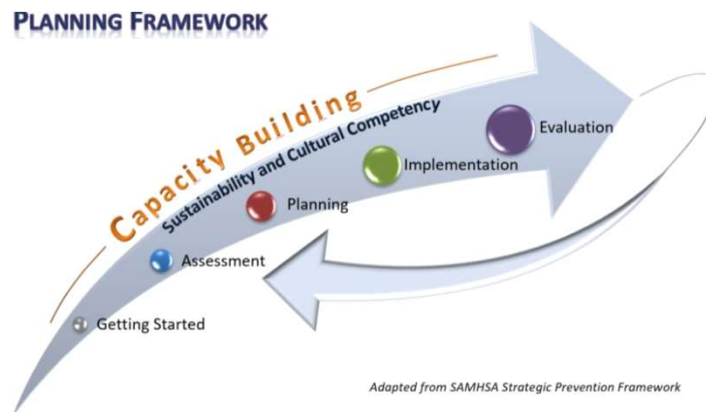 PLANNING FRAMEWORK
Capacity Building
Sustainability and Cultural Competency
Evaluation
Implementation
Planning
Assessment
Getting Started
Adapted from SAMHSA Strategic Prevention Framework